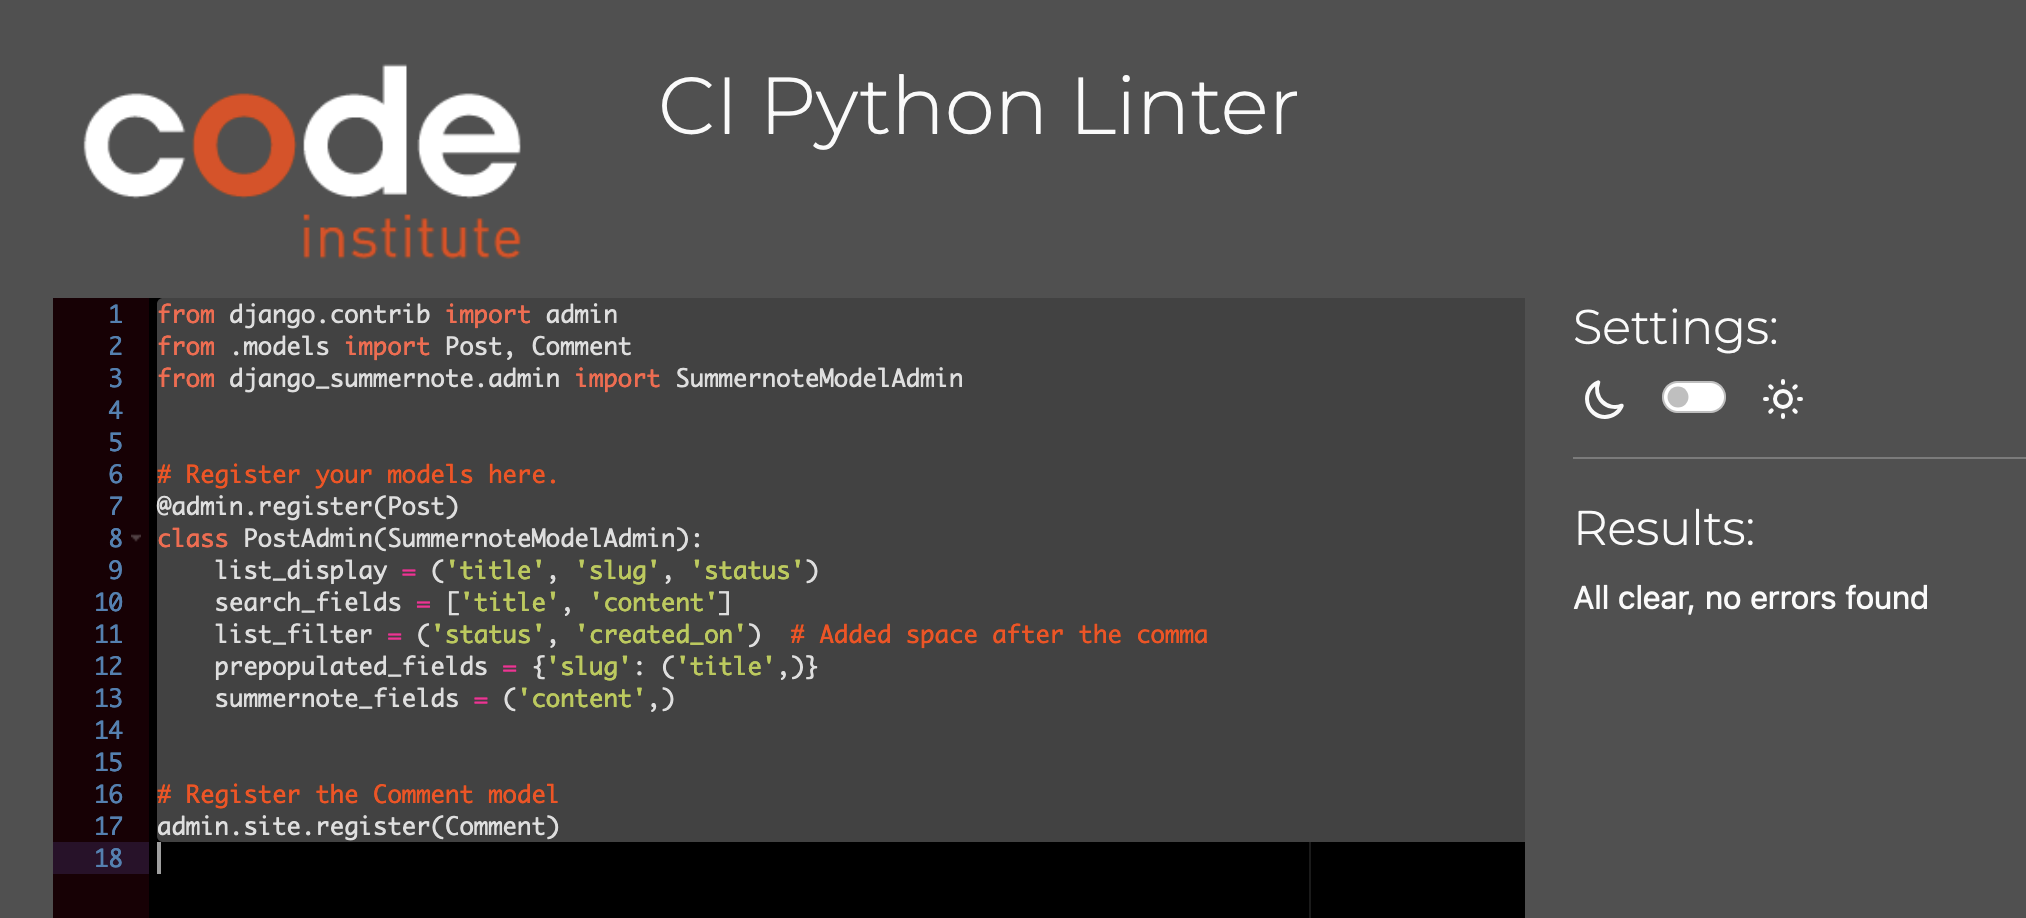 code
institute
CI Python Linter
1 from django.contrib import admin
2 from .models import Post, Comment
3 from django_summernote.admin import SummernoteModelAdmin
4
5
6 # Register your models here.
7 @admin.register(Post)
8 class PostAdmin(SummernoteModelAdmin):
9     list_display = ('title', 'slug', 'status')
10     search_fields = ['title', 'content']
11     list_filter = ('status', 'created_on')  # Added space after the comma
12     prepopulated_fields = {'slug': ('title',)}
13     summernote_fields = ('content',)
14
15
16 # Register the Comment model
17 admin.site.register(Comment)
18
Settings:
Results:
All clear, no errors found